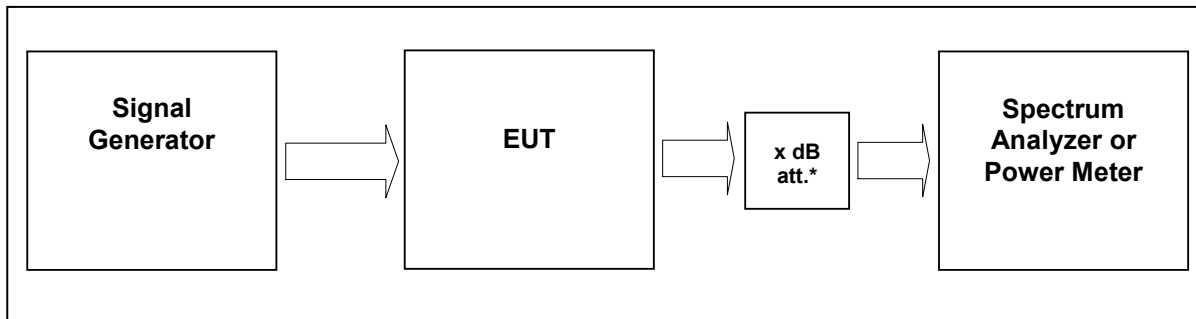 Signal
Generator
EUT
x dB
att.*
Spectrum
Analyzer or
Power Meter